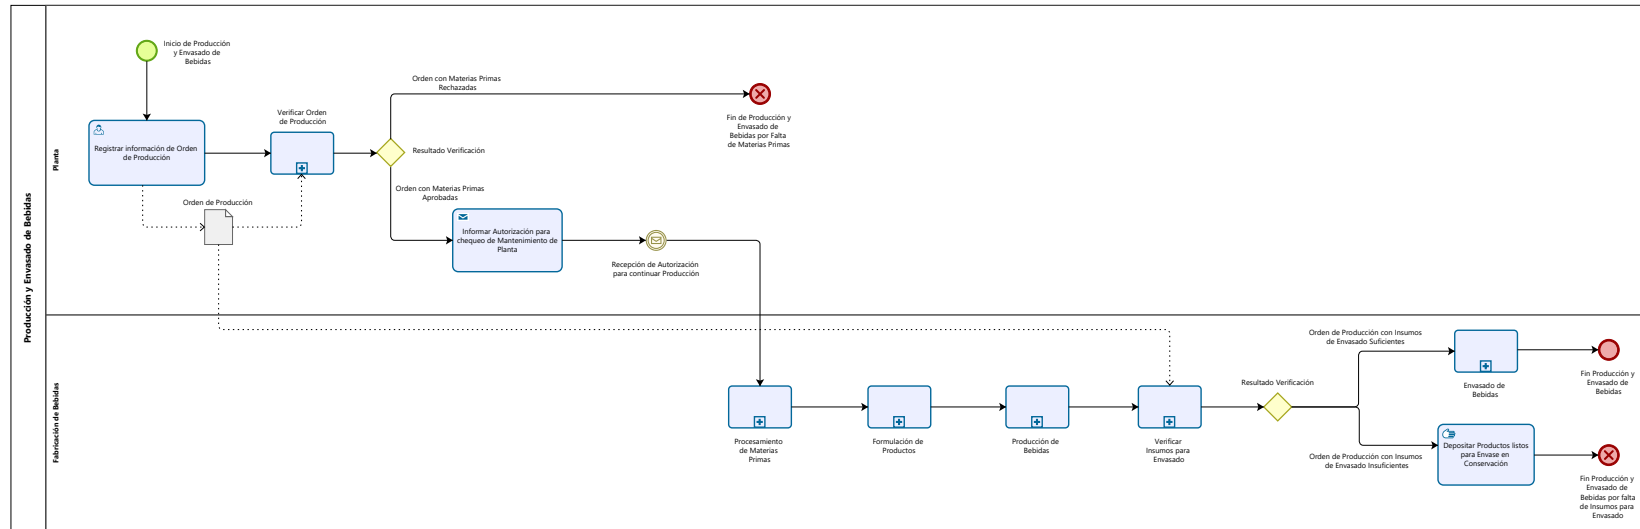 Producción y Envasado de Bebidas
Planta
Inicio de Producción
y Envasado de
Bebidas
Registrar información de Orden
de Producción
Verificar Orden
de Producción
Orden de Producción
Resultado Verificación
Orden con Materias Primas
Rechazadas
Fin de Producción y
Envasado de
Bebidas por Falta
de Materias Primas
Orden con Materias Primas
Aprobadas
Informar Autorización para
chequeo de Mantenimiento de
Planta
Recepción de Autorización
para continuar Producción
Fabricación de Bebidas
Procesamiento
de Materias
Primas
Formulación de
Productos
Producción de
Bebidas
Verificar
Insumos para
Envasado
Resultado Verificación
Orden de Producción con Insumos
de Envasado Suficientes
Envasado de
Bebidas
Fin Producción y
Envasado de
Bebidas
Orden de Producción con Insumos
de Envasado Insuficientes
Depositar Productos listos
para Envase en
Conservación
Fin Producción y
Envasado de
Bebidas por falta
de Insumos para
Envasado